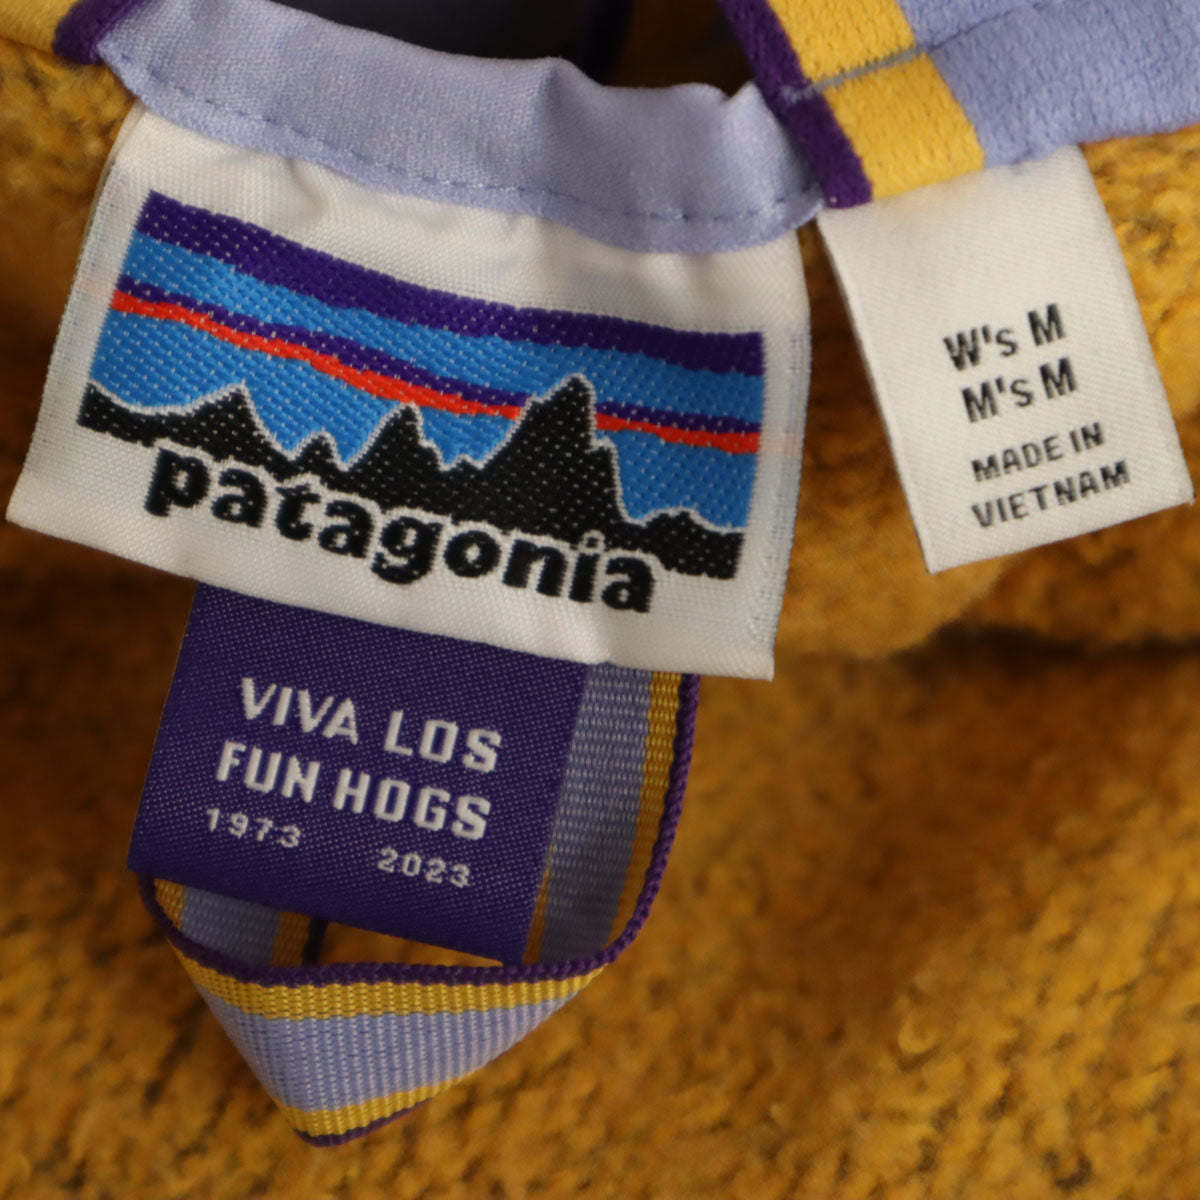 patagonia
W's M
M's M
MADE IN
VIETNAM
VIVA LOS
FUN HOGS
1973 2023